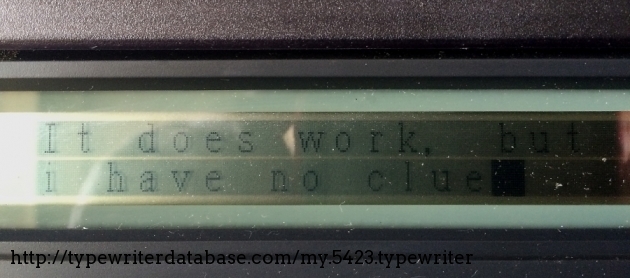 It does work, but
i have no clue
http://typewriterdatabase.com/my.5423.typewriter